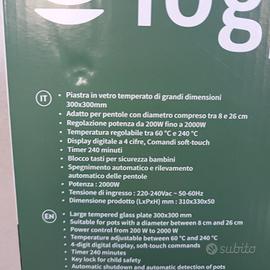 IT
• Piastra in vetro temperato di grandi dimensioni
300x300mm
• Adatto per pentole con diametro compreso tra 8 e 26 cm
• Regolazione potenza da 200W fino a 2000W
• Temperatura regolabile tra 60 °C e 240 °C
• Display digitale a 4 cifre, Comandi soft-touch
• Timer 240 minuti
• Blocco tasti per sicurezza bambini
• Spegnimento automatico e rilevamento
automatico delle pentole
• Potenza : 2000W
• Tensione di ingresso : 220-240Vac ~ 50-60Hz
• Dimensione prodotto (LxPxH) mm : 310x330x50
EN
• Large tempered glass plate 300x300 mm
• Suitable for pots with a diameter between 8 cm and 26 cm
• Power control from 200 W to 2000 W
• Temperature adjustable between 60 °C and 240 °C
• 4-digit digital display, soft-touch commands
• Timer 240 minutes
• Key lock for child safety
• Automatic shutdown and automatic detection of pots
subito